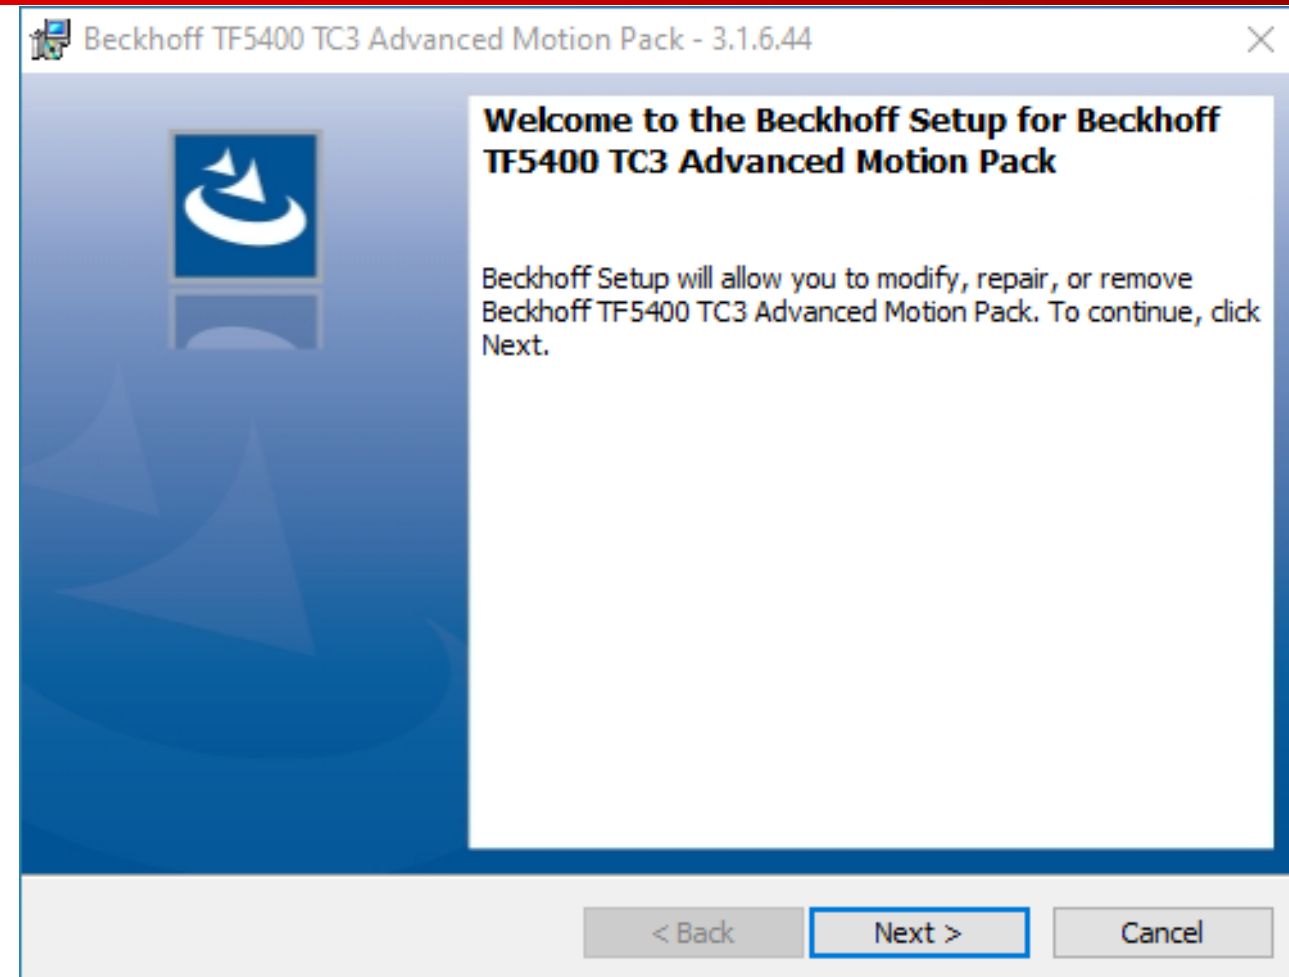 Beckhoff TF5400 TC3 Advanced Motion Pack - 3.1.6.44
Welcome to the Beckhoff Setup for Beckhoff
TF5400 TC3 Advanced Motion Pack
Beckhoff Setup will allow you to modify, repair, or remove
Beckhoff TF5400 TC3 Advanced Motion Pack. To continue, click
Next.
< Back
Next >
Cancel